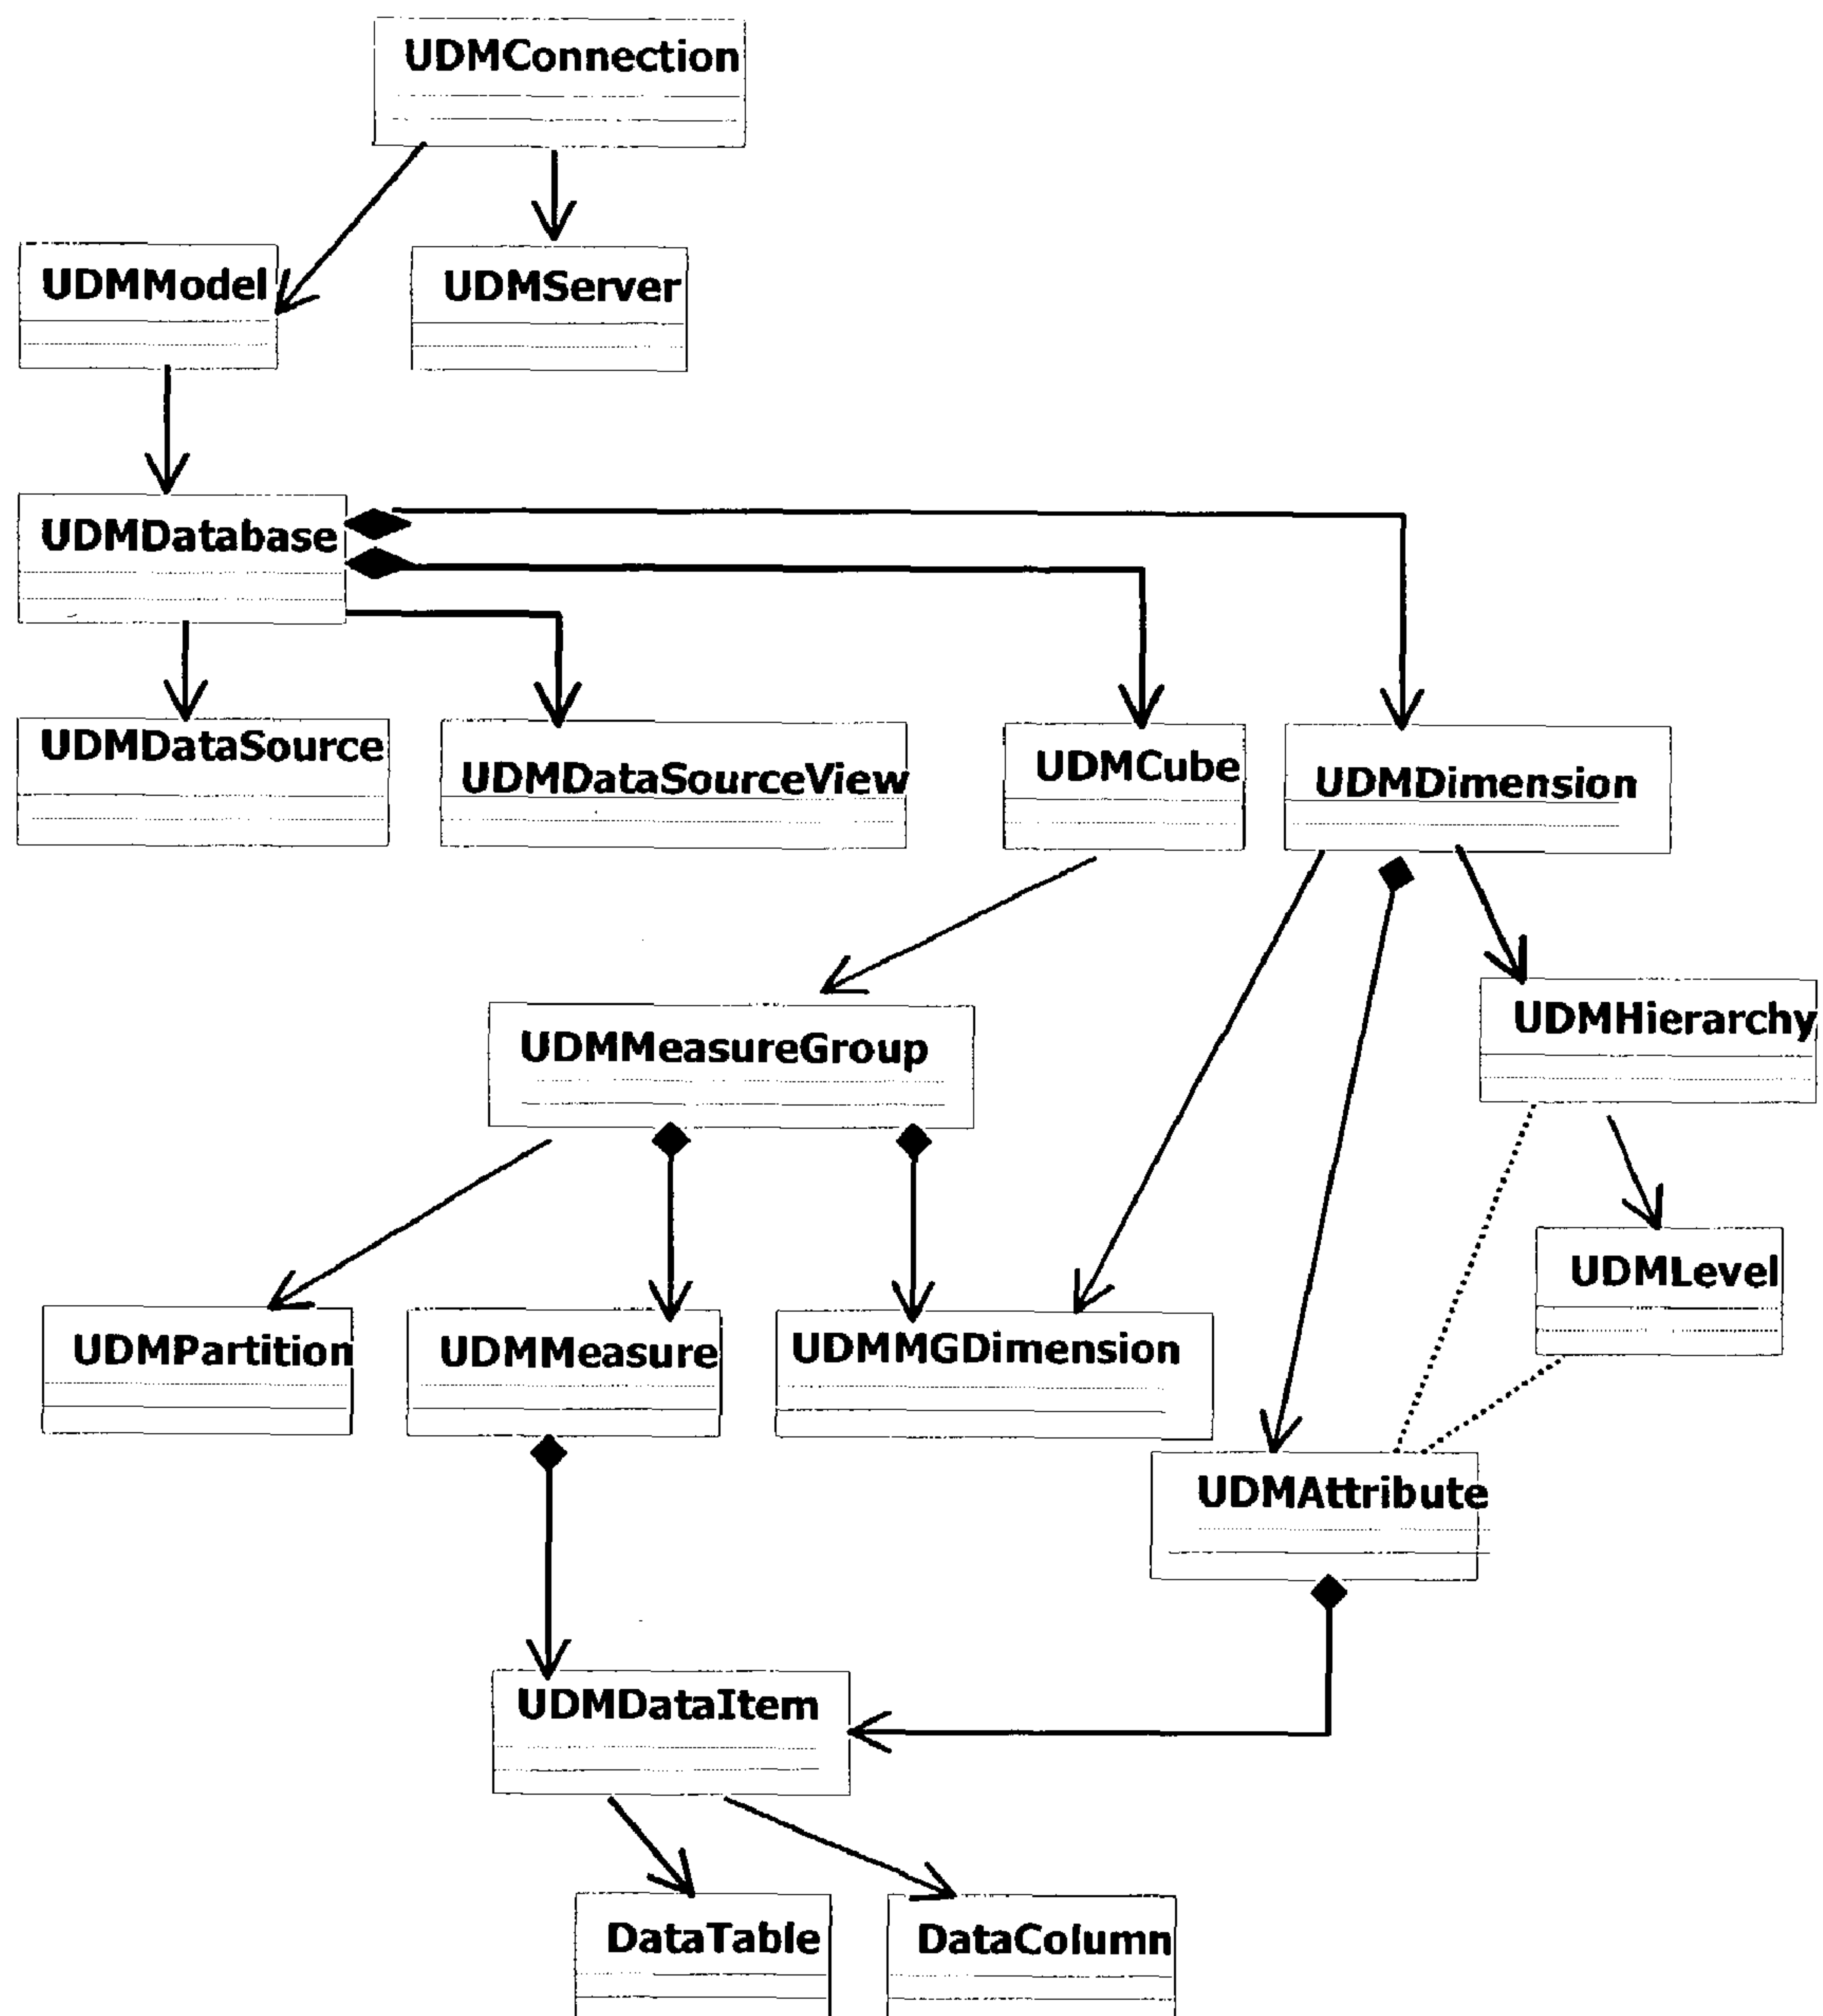 UDMConnection
UDMModel
UDMServer
UDMDatabase
UDMDataSource
UDMDataSourceView
UDMCube
UDMDimension
UDMMeasureGroup
UDMHierarchy
UDMLevel
UDMPartition
UDMMeasure
UDMMGDimension
UDMAttribute
UDMDataItem
DataTable
DataColumn